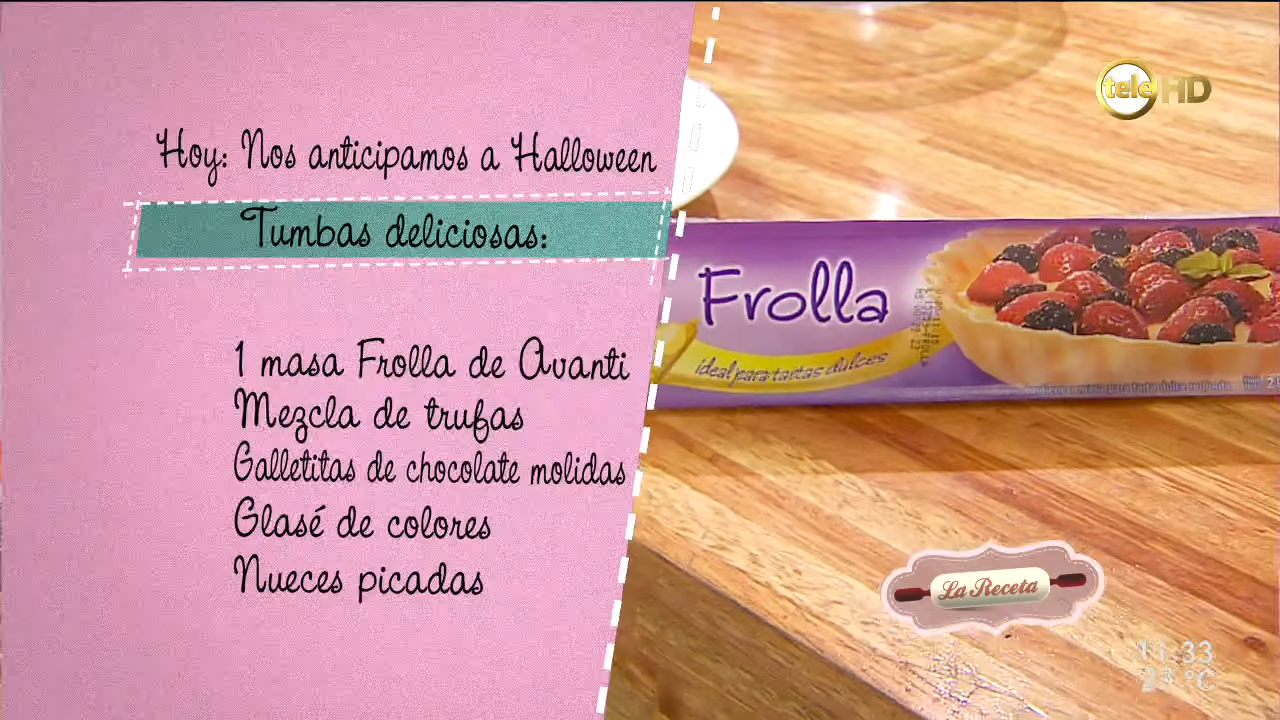 tele HD
Hoy: Nos anticipamos a Halloween
Tumbas deliciosas:
1 masa Frolla de Avanti
Mezcla de trufas
Galletitas de chocolate molidas
Glasé de colores
Nueces picadas
Frolla
ideal para tartas dulces
La Receta
11:33
23 °C